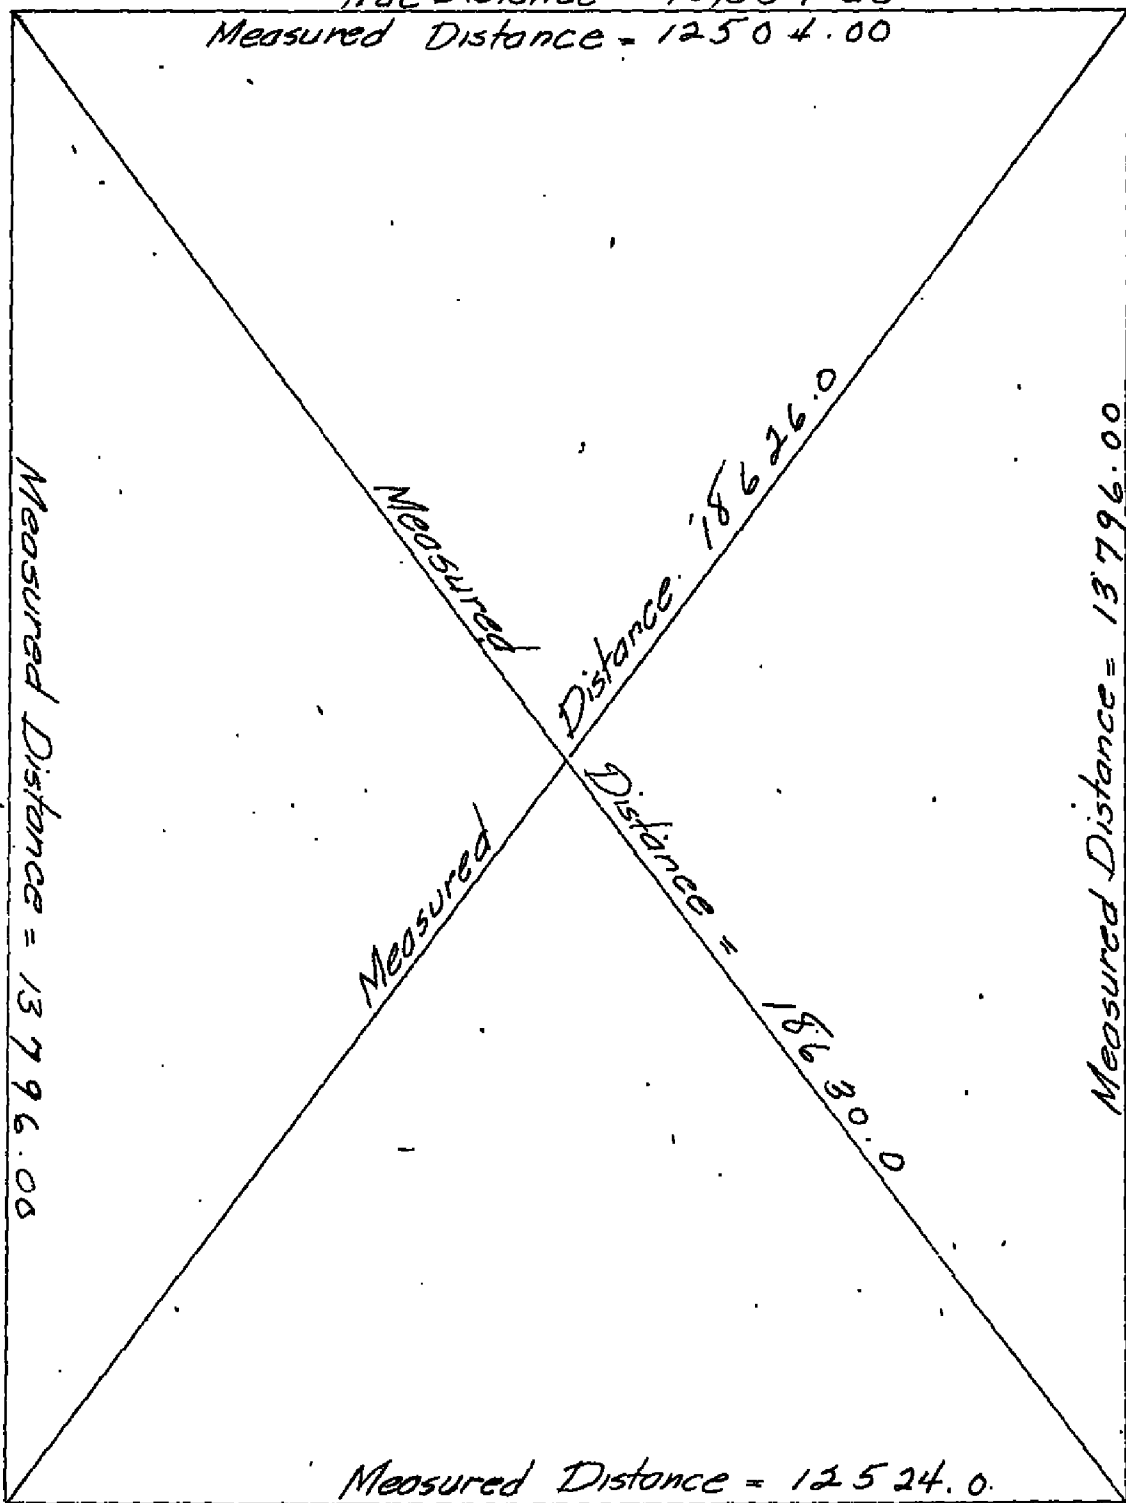 Measured Distance = 12504.00
Measured Distance 18626.0
Measured Distance = 18630.0
Measured Distance = 13796.00
Measured Distance = 13796.00
Measured Distance = 12524.0